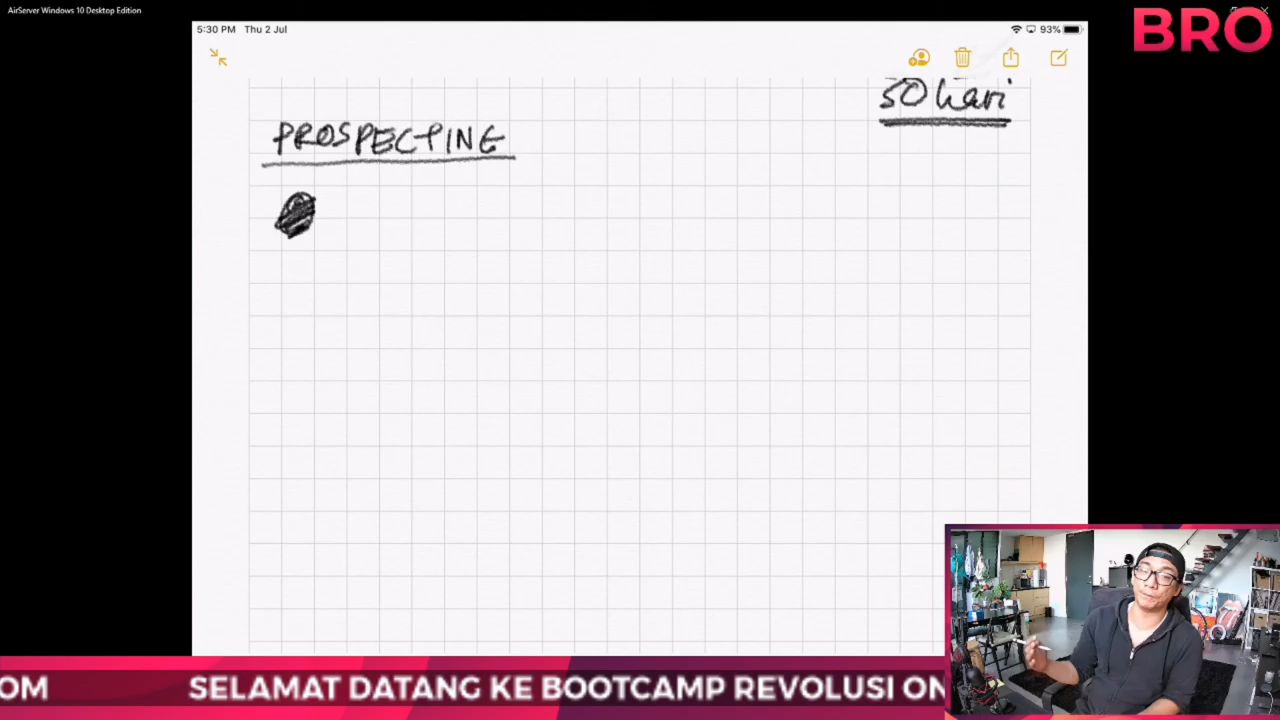 AirServer Windows 10 Desktop Edition
BRO
5:30 PM Thu 2 Jul 93%
50 hari
PROSPECTING
OM SELAMAT DATANG KE BOOTCAMP REVOLUSI ON